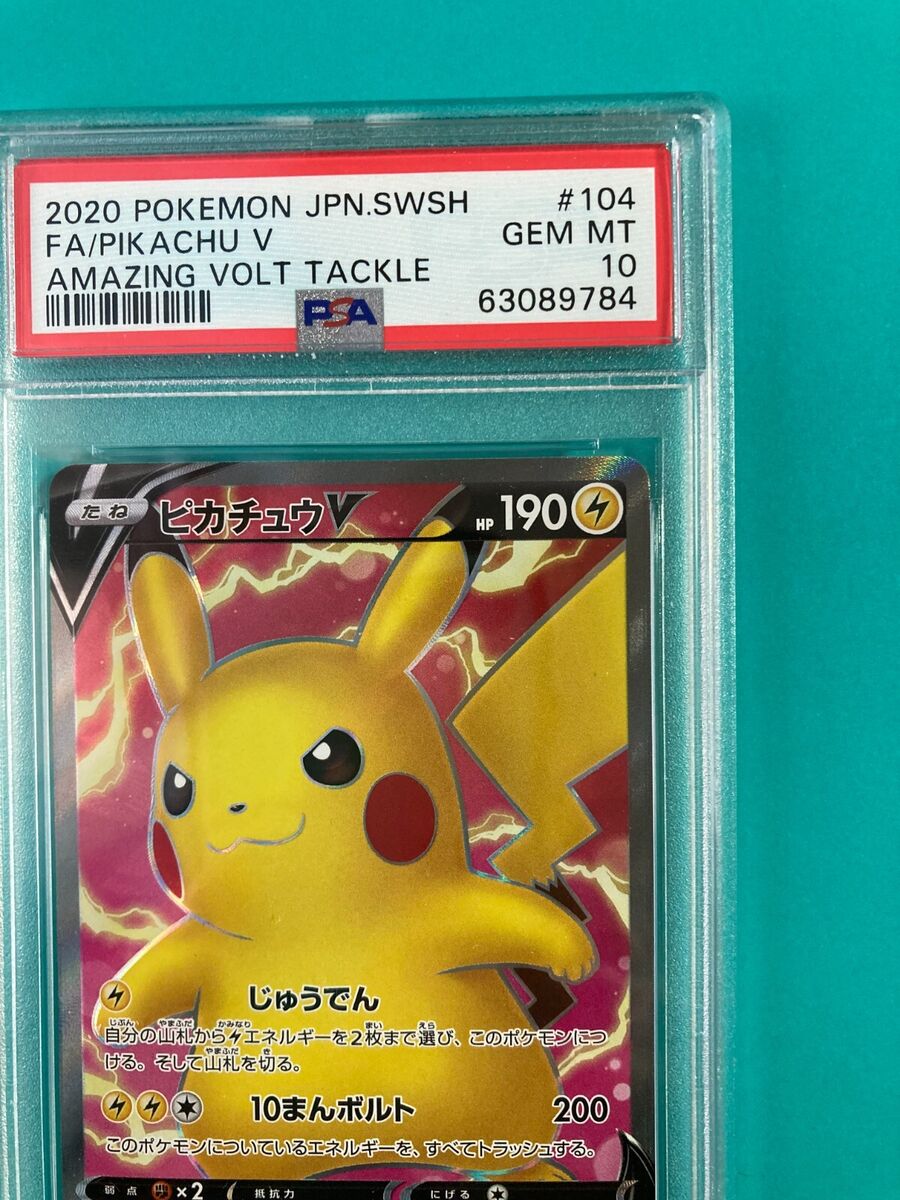 2020 POKEMON JPN.SWSH #104
FA/PIKACHU V GEM MT
AMAZING VOLT TACKLE 10
PSA 63089784
たね ピカチュウV HP 190
じゅうでん
自分の山札からエネルギーを2枚まで選び、このポケモンにつ
ける。そして山札を切る。
10まんボルト 200
このポケモンについているエネルギーを、すべてトラッシュする。
弱点 ×2 抵抗力 にげる